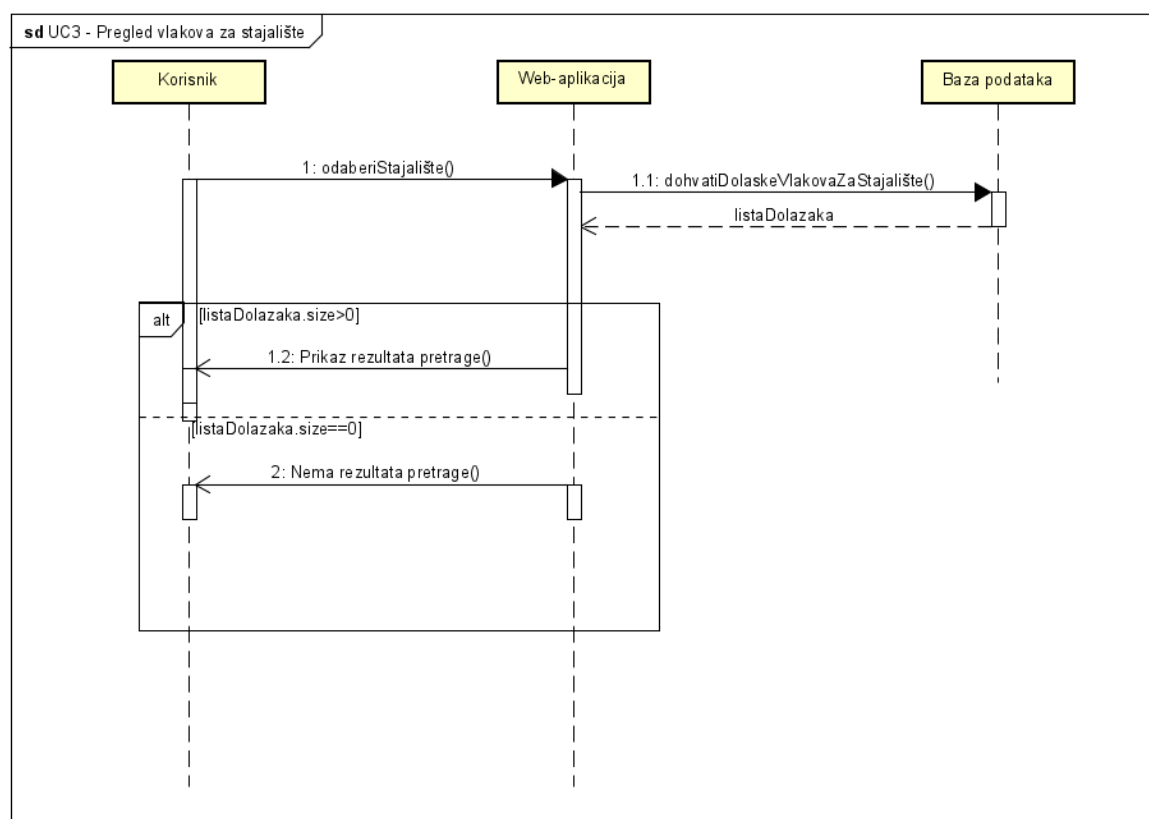 sd UC3 - Pregled vlakova za stajalište
Korisnik
Web-aplikacija
Baza podataka
1: odaberiStajalište()
1.1: dohvatiDolaskeVlakovaZaStajalište()
listaDolazaka
alt
[listaDolazaka.size>0]
1.2: Prikaz rezultata pretrage()
[listaDolazaka.size==0]
2: Nema rezultata pretrage()